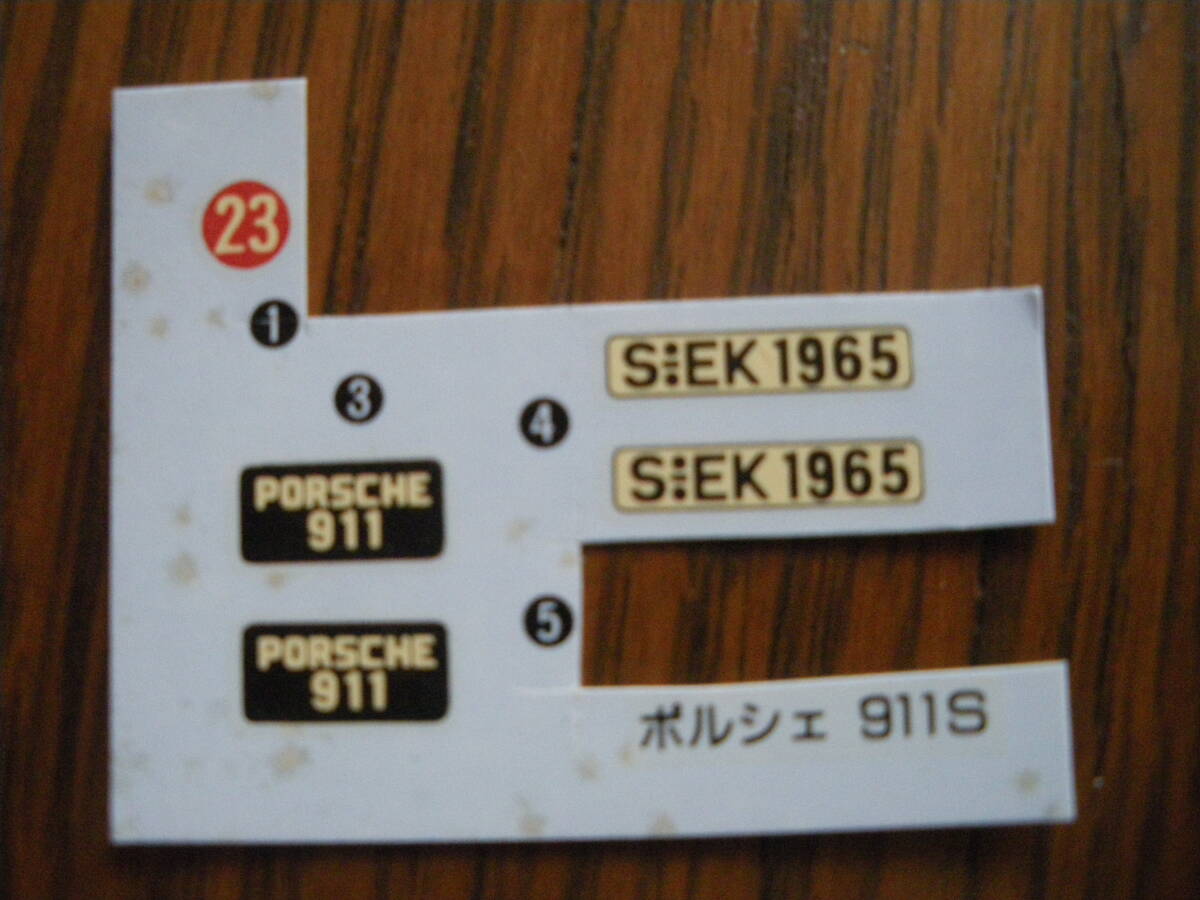 23
1
3
4
S:EK 1965
S:EK 1965
PORSCHE
911
5
PORSCHE
911
ポルシェ 911S